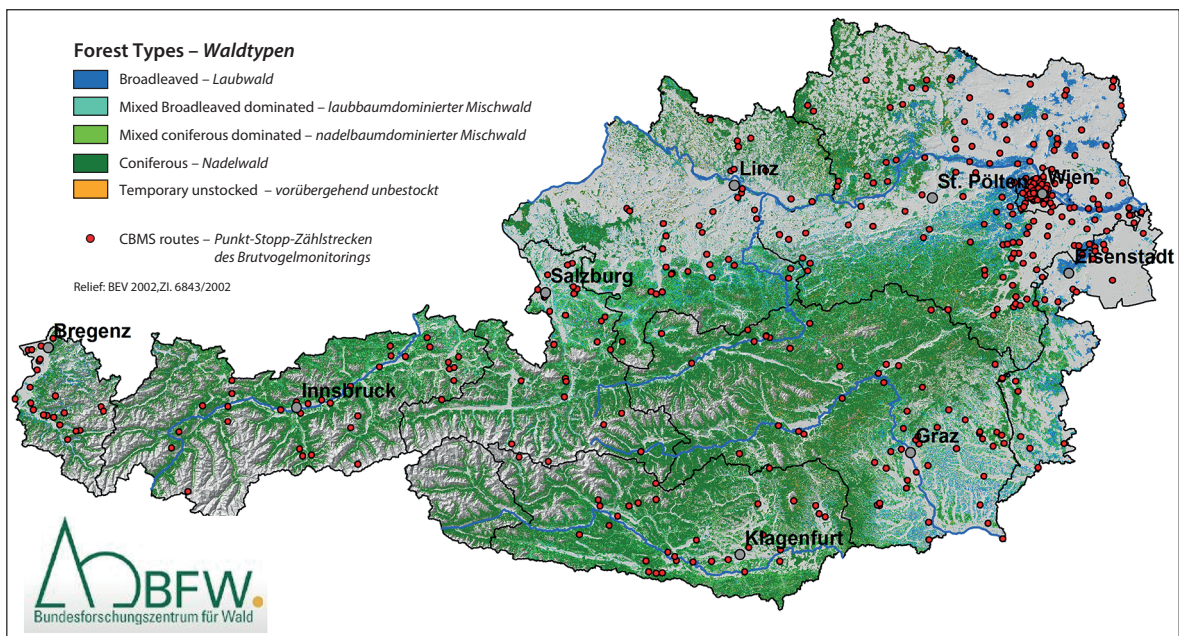 Forest Types – Waldtypen
Broadleaved – Laubwald
Mixed Broadleaved dominated – laubbaumdominierter Mischwald
Mixed coniferous dominated – nadelbaumdominierter Mischwald
Coniferous – Nadelwald
Temporary unstocked – vorübergehend unbestockt
CBMS routes – Punkt-Stopp-Zählstrecken
des Brutvogelmonitorings
Relief: BEV 2002,Zl. 6843/2002
Linz
St. Pölten
Wien
Eisenstadt
Salzburg
Bregenz
Innsbruck
Graz
Klagenfurt
BFW.
Bundesforschungszentrum für Wald